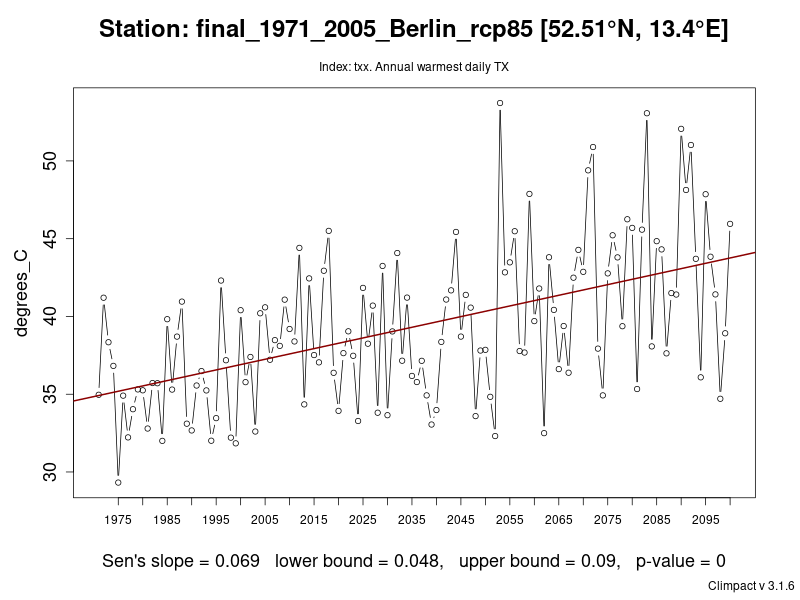 Station: final_1971_2005_Berlin_rcp85 [52.51°N, 13.4°E]
Index: txx. Annual warmest daily TX
degrees_C
50
45
40
35
30
1975 1985 1995 2005 2015 2025 2035 2045 2055 2065 2075 2085 2095
Sen's slope = 0.069 lower bound = 0.048, upper bound = 0.09, p-value = 0
Climpact v 3.1.6